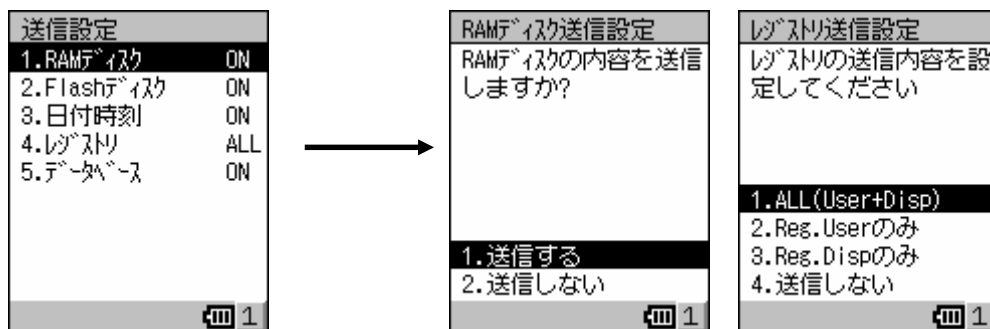 送信設定
1.RAMﾃﾞｨｽｸ ON
2.Flashﾃﾞｨｽｸ ON
3.日付時刻 ON
4.ﾚｼﾞｽﾄﾘ ALL
5.ﾃﾞｰﾀﾍﾞｰｽ ON
1
RAMﾃﾞｨｽｸ送信設定
RAMﾃﾞｨｽｸの内容を送信
しますか?
1.送信する
2.送信しない
1
ﾚｼﾞｽﾄﾘ送信設定
ﾚｼﾞｽﾄﾘの送信内容を設
定してください
1.ALL(User+Disp)
2.Reg.Userのみ
3.Reg.Dispのみ
4.送信しない
1